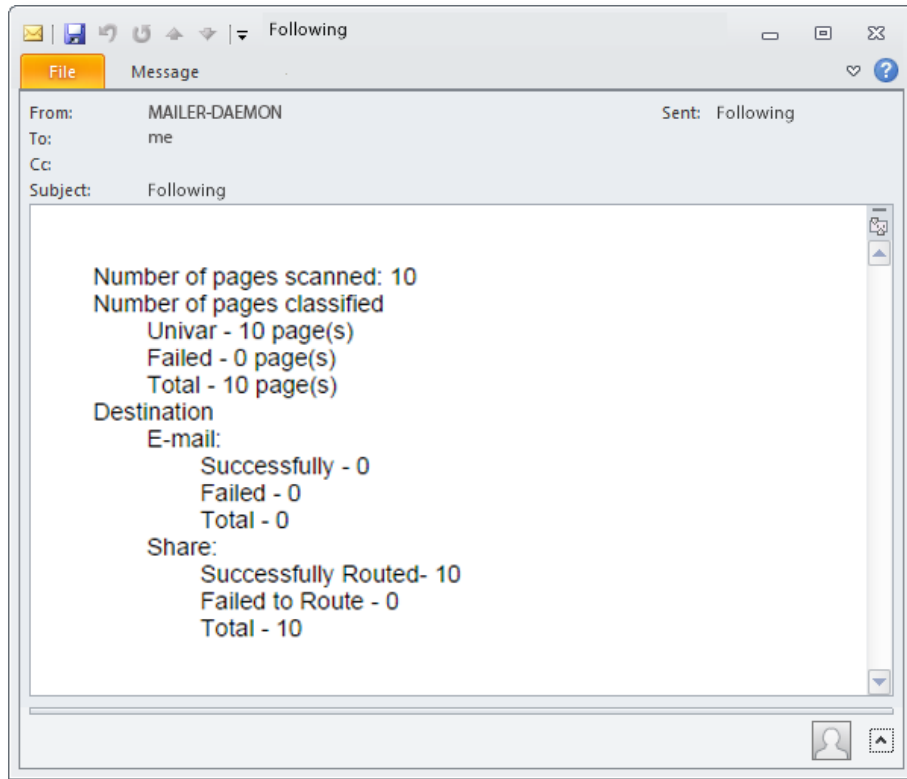 Following
File Message
From: MAILER-DAEMON Sent: Following
To: me
Cc:
Subject: Following
Number of pages scanned: 10
Number of pages classified
Univar - 10 page(s)
Failed - 0 page(s)
Total - 10 page(s)
Destination
E-mail:
Successfully - 0
Failed - 0
Total - 0
Share:
Successfully Routed- 10
Failed to Route - 0
Total - 10